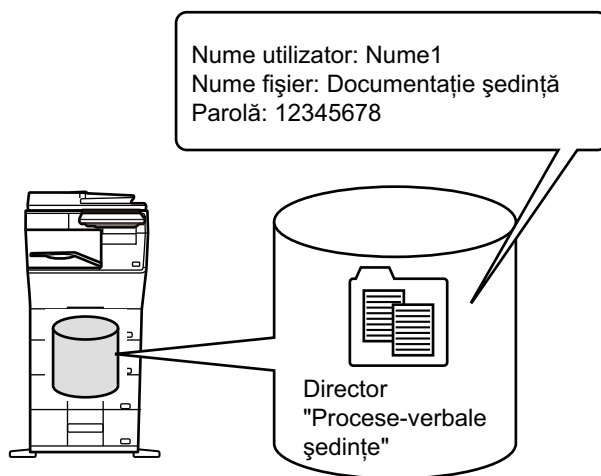 Nume utilizator: Nume1
Nume fişier: Documentaţie şedinţă
Parolă: 12345678
Director
"Procese-verbale
şedinţe"